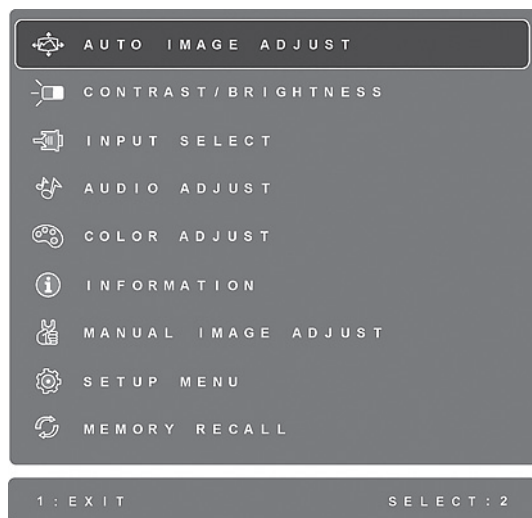 AUTO IMAGE ADJUST
CONTRAST/BRIGHTNESS
INPUT SELECT
AUDIO ADJUST
COLOR ADJUST
INFORMATION
MANUAL IMAGE ADJUST
SETUP MENU
MEMORY RECALL
1:EXIT SELECT:2